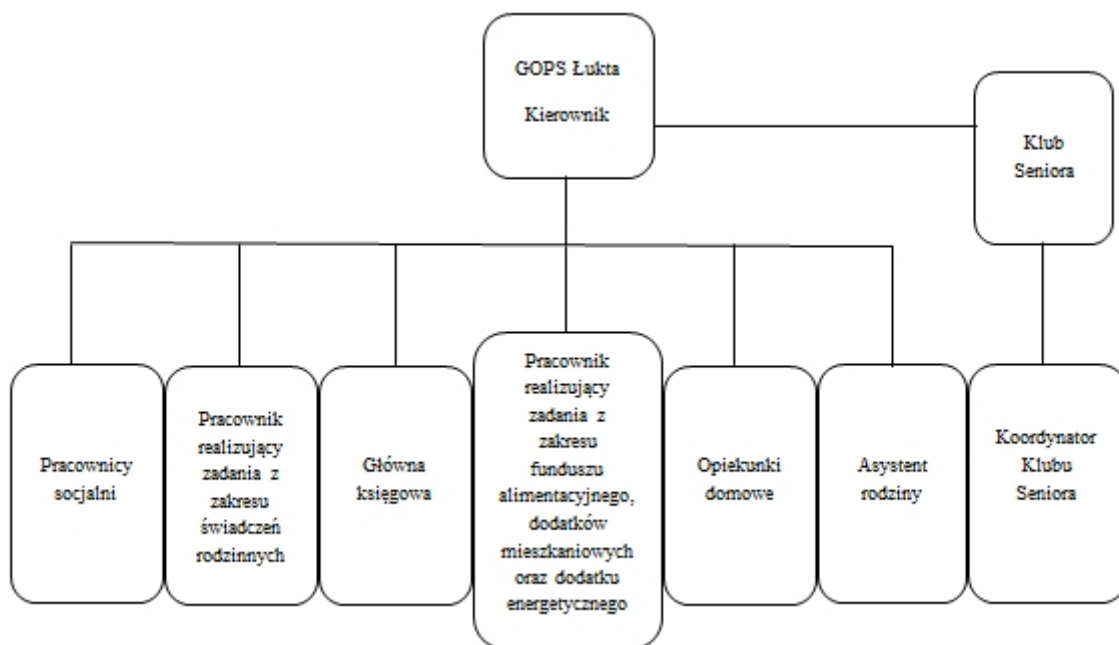 GOPS Łukta
Kierownik
Klub
Seniora
Pracownicy
socjalni
Pracownik
realizujący
zadania z
zakresu
świadczeń
rodzinnych
Główna
księgowa
Pracownik
realizujący
zadania z
zakresu
funduszu
alimentacyjnego,
dodatków
mieszkaniowych
oraz dodatku
energetycznego
Opiekunki
domowe
Asystent
rodziny
Koordynator
Klubu
Seniora